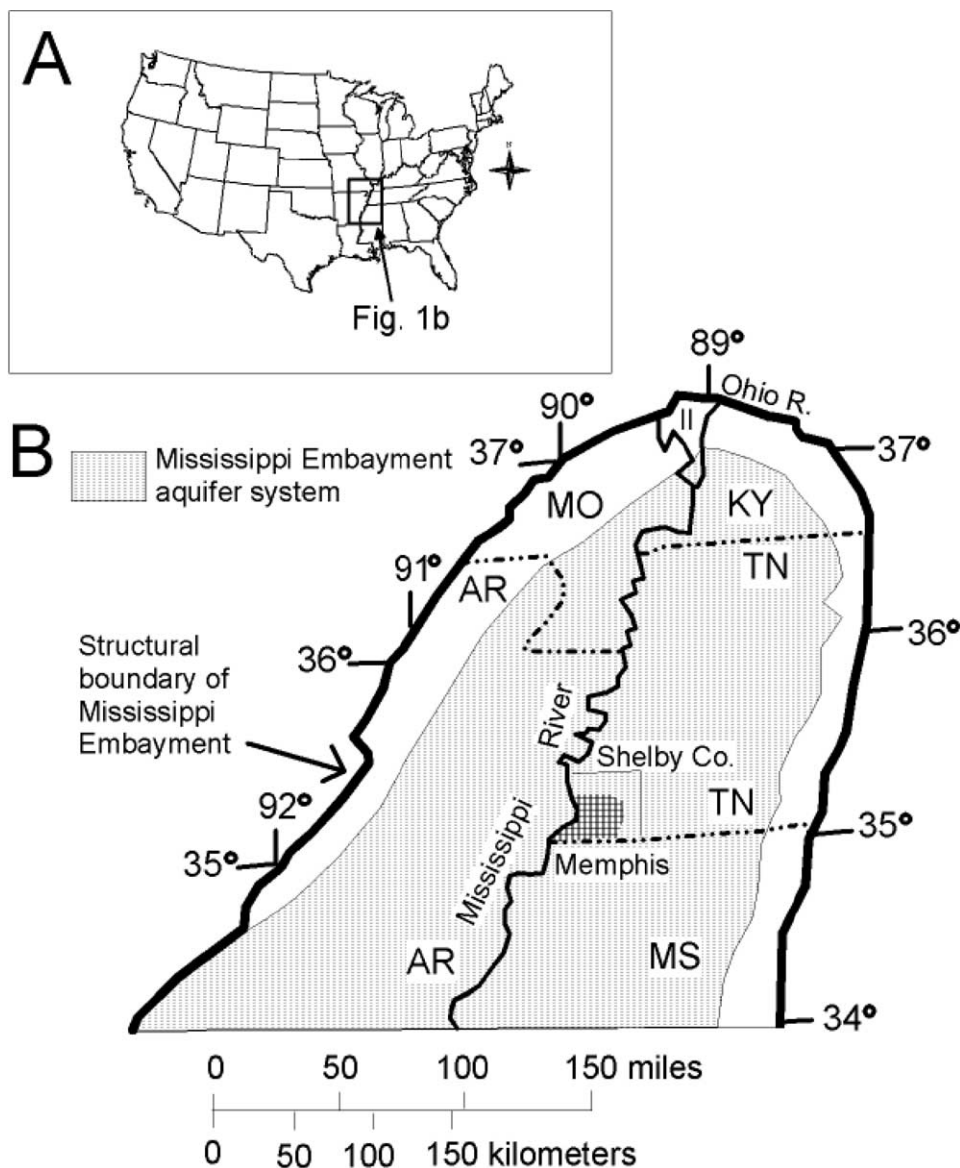 A
Fig. 1b
B
Mississippi Embayment
aquifer system
89°
Ohio R.
90°
Il
37°
37°
MO
KY
91°
AR
TN
36°
36°
Structural
boundary of
Mississippi
Embayment
River
Shelby Co.
92°
TN
35°
35°
Mississippi
Memphis
AR
MS
34°
0 50 100 150 miles
0 50 100 150 kilometers